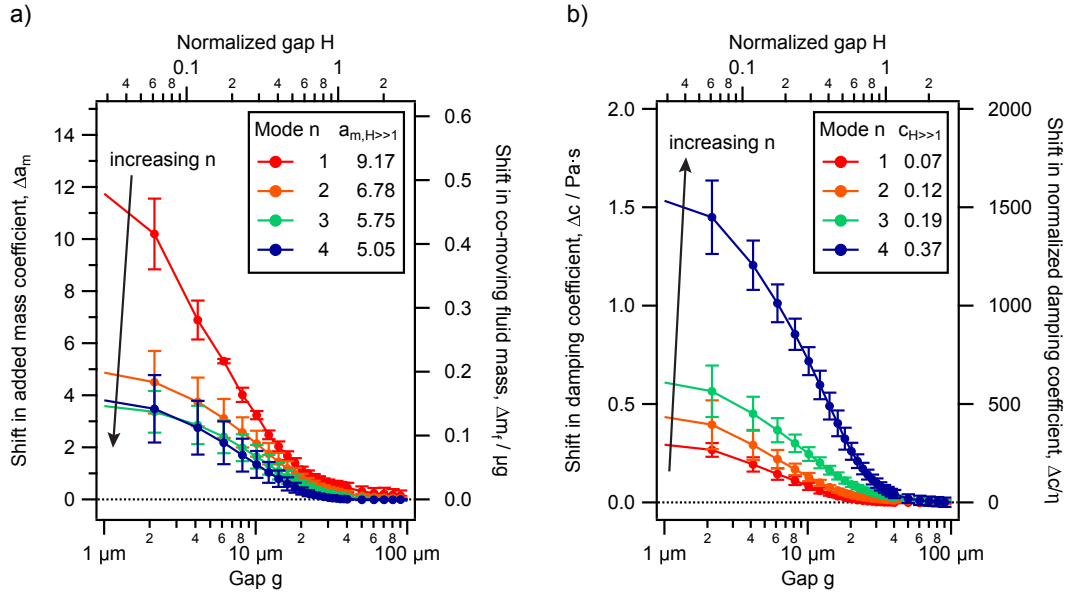 a)
Normalized gap H
0.1 1
4 6 8 2 4 6 8 2
Shift in added mass coefficient, Δaₘ
14
12
10
8
6
4
2
0
increasing n
Mode n aₘ,H>>1
1 9.17
2 6.78
3 5.75
4 5.05
0.6
0.5
0.4
0.3
0.2
0.1
0.0
Shift in co-moving fluid mass, Δm_f / µg
1 µm 2 4 6 8 10 µm 2 4 6 8 100 µm
Gap g
b)
Normalized gap H
0.1 1
4 6 8 2 4 6 8 2
Shift in damping coefficient, Δc / Pa·s
2.0
1.5
1.0
0.5
0.0
increasing n
Mode n c_H>>1
1 0.07
2 0.12
3 0.19
4 0.37
2000
1500
1000
500
0
Shift in normalized damping coefficient, Δc/η
1 µm 2 4 6 8 10 µm 2 4 6 8 100 µm
Gap g